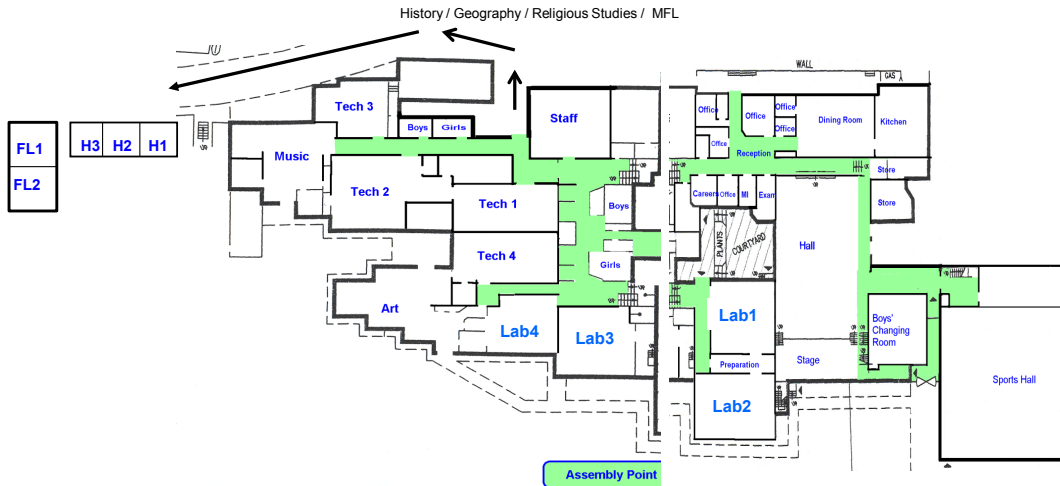 History / Geography / Religious Studies / MFL
WALL
GAS
Tech 3
Boys
Girls
Staff
Office
Office
Office
Office
Office
Reception
Dining Room
Kitchen
FL1
FL2
H3
H2
H1
Music
Tech 2
Tech 1
Boys
Careers
Office
MI
Exam
Store
Store
PLANTS
COURTYARD
Hall
Tech 4
Girls
Art
Lab4
Lab3
Lab1
Preparation
Lab2
Stage
Boys'
Changing
Room
Sports Hall
Assembly Point